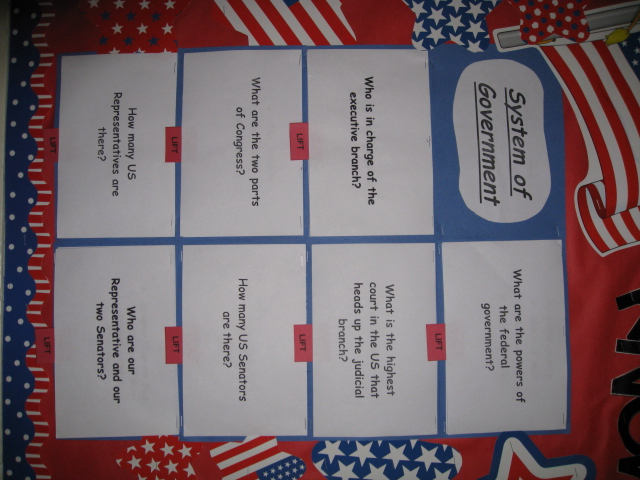 System of
Government
What are the powers of
the federal
government?
LIFT
Who is in charge of the
executive branch?
LIFT
What is the highest
court in the US that
heads up the judicial
branch?
LIFT
What are the two parts
of Congress?
LIFT
How many US Senators
are there?
LIFT
How many US
Representatives are
there?
LIFT
Who are our
Representative and our
two Senators?
LIFT